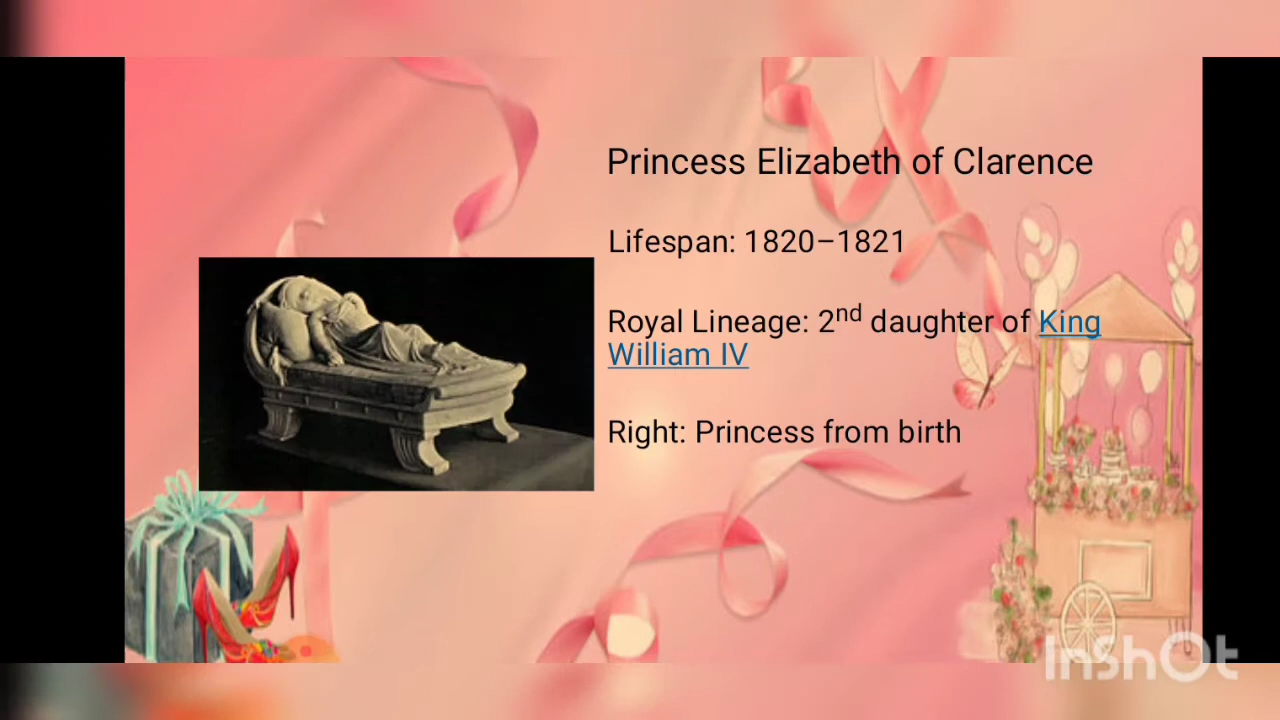 Princess Elizabeth of Clarence
Lifespan: 1820–1821
Royal Lineage: 2nd daughter of King
William IV
Right: Princess from birth
InShOt